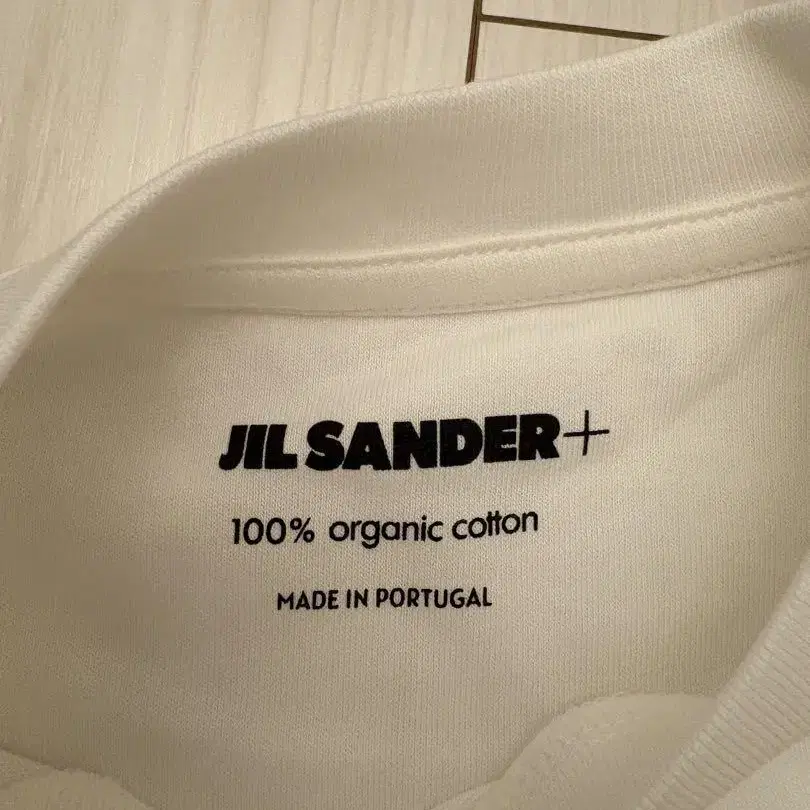 JIL SANDER+
100% organic cotton
MADE IN PORTUGAL